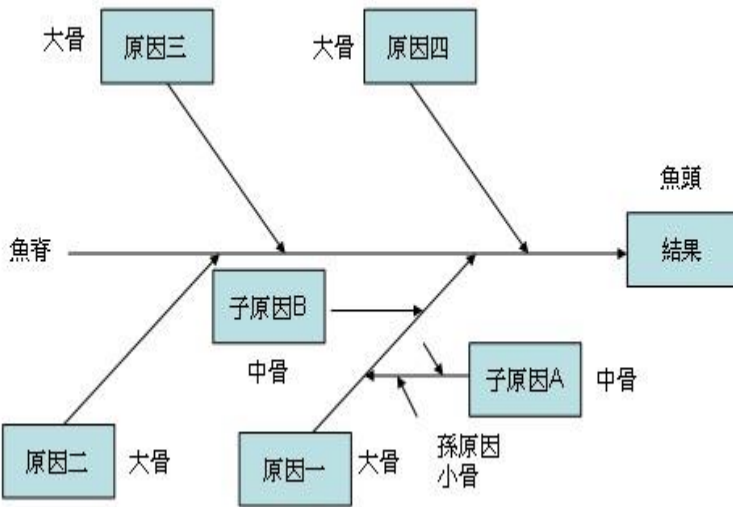 大骨
原因三
大骨
原因四
魚頭
魚脊
結果
子原因B
中骨
子原因A
中骨
原因二
大骨
原因一
大骨
孫原因
小骨